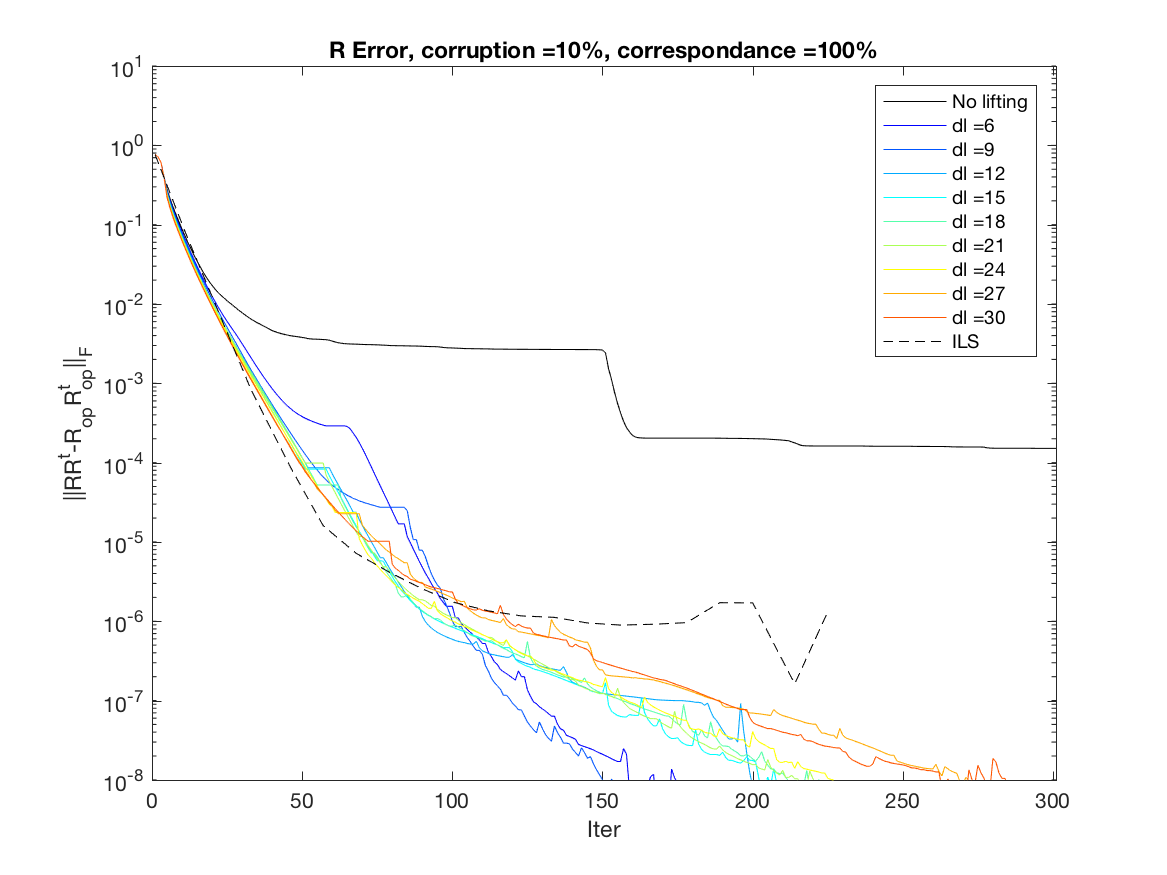 R Error, corruption =10%, correspondance =100%
10^1
10^0
10^-1
10^-2
10^-3
10^-4
10^-5
10^-6
10^-7
10^-8
||RR^t-R_op R^t_op||_F
No lifting
dl =6
dl =9
dl =12
dl =15
dl =18
dl =21
dl =24
dl =27
dl =30
ILS
0
50
100
150
200
250
300
Iter